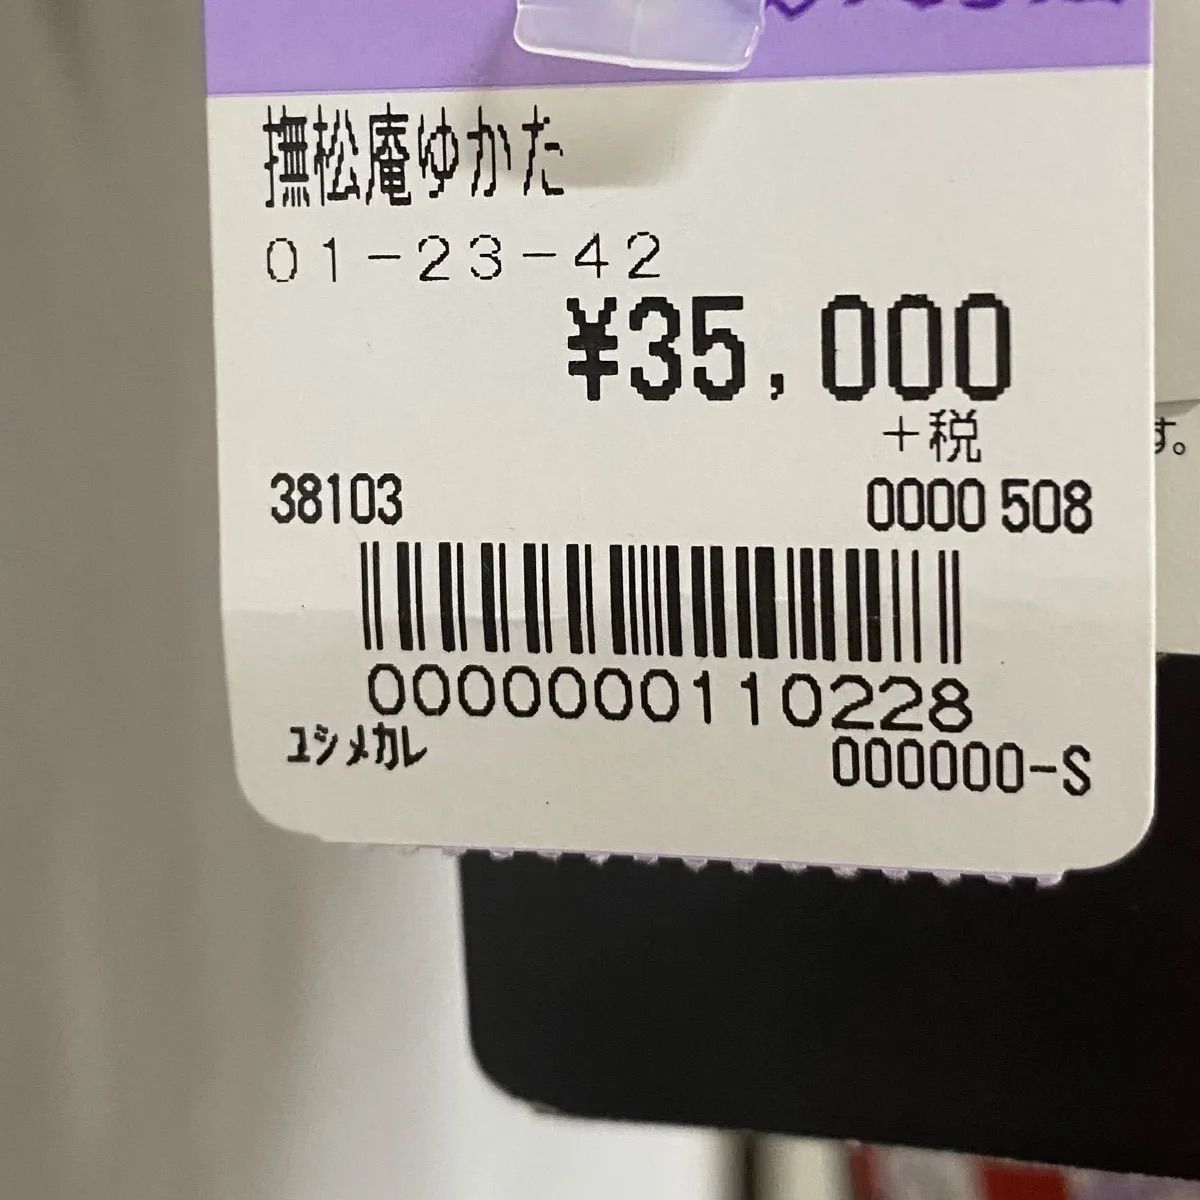 撫松庵ゆかた
01-23-42
¥35,000
+税
す。
38103 0000 508
0000000110228
ユシメカレ 000000-S